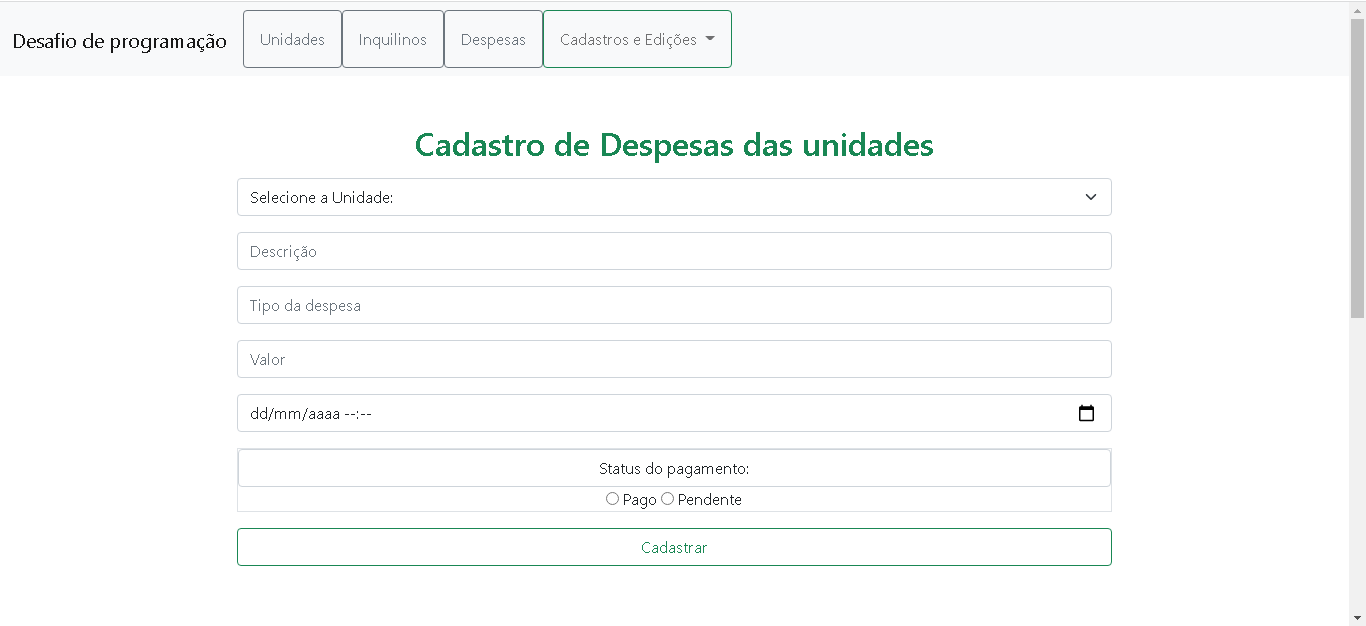 Desafio de programação Unidades Inquilinos Despesas Cadastros e Edições
Cadastro de Despesas das unidades
Selecione a Unidade:
Descrição
Tipo da despesa
Valor
dd/mm/aaaa --:--
Status do pagamento:
Pago Pendente
Cadastrar